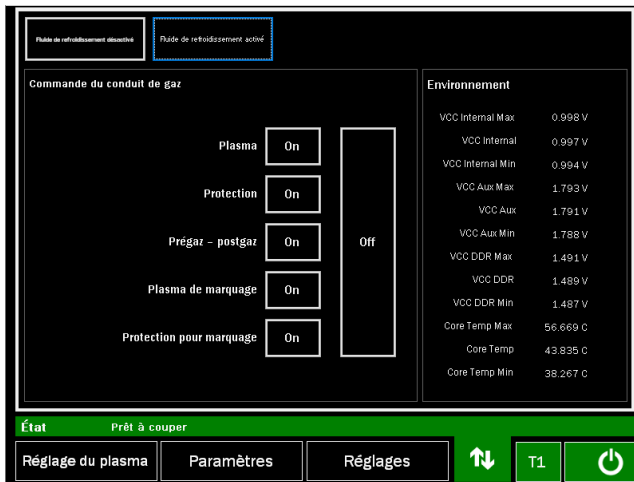 Fluide de refroidissement désactivé
Fluide de refroidissement activé
Commande du conduit de gaz
Plasma On
Protection On
Prégaz – postgaz On
Plasma de marquage On
Protection pour marquage On
Off
Environnement
VCC Internal Max 0.998 V
VCC Internal 0.997 V
VCC Internal Min 0.994 V
VCC Aux Max 1.793 V
VCC Aux 1.791 V
VCC Aux Min 1.788 V
VCC DDR Max 1.491 V
VCC DDR 1.489 V
VCC DDR Min 1.487 V
Core Temp Max 56.669 C
Core Temp 43.835 C
Core Temp Min 38.267 C
État Prêt à couper
Réglage du plasma Paramètres Réglages T1